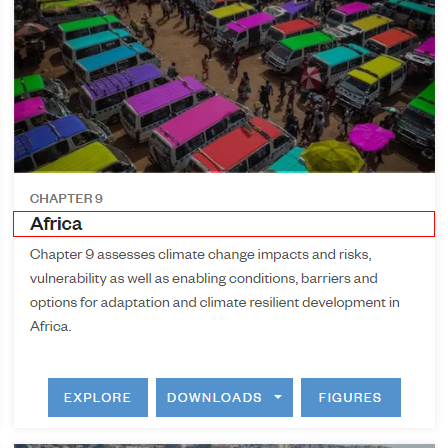 CHAPTER 9
Africa
Chapter 9 assesses climate change impacts and risks,
vulnerability as well as enabling conditions, barriers and
options for adaptation and climate resilient development in
Africa.
EXPLORE DOWNLOADS FIGURES